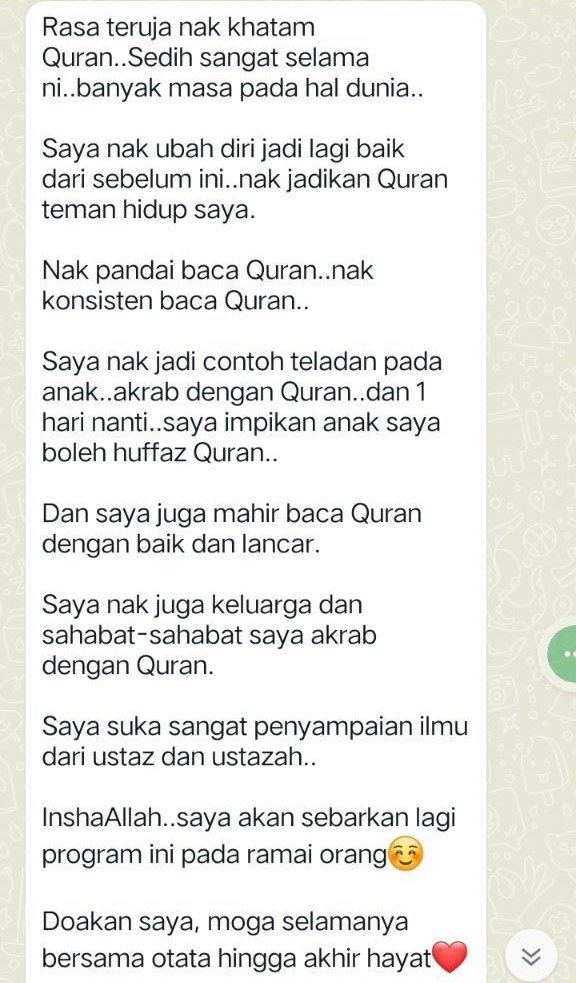 Rasa teruja nak khatam
Quran..Sedih sangat selama
ni..banyak masa pada hal dunia..
Saya nak ubah diri jadi lagi baik
dari sebelum ini..nak jadikan Quran
teman hidup saya.
Nak pandai baca Quran..nak
konsisten baca Quran..
Saya nak jadi contoh teladan pada
anak..akrab dengan Quran..dan 1
hari nanti..saya impikan anak saya
boleh huffaz Quran..
Dan saya juga mahir baca Quran
dengan baik dan lancar.
Saya nak juga keluarga dan
sahabat-sahabat saya akrab
dengan Quran.
Saya suka sangat penyampaian ilmu
dari ustaz dan ustazah..
InshaAllah..saya akan sebarkan lagi
program ini pada ramai orang☺️
Doakan saya, moga selamanya
bersama otata hingga akhir hayat❤️